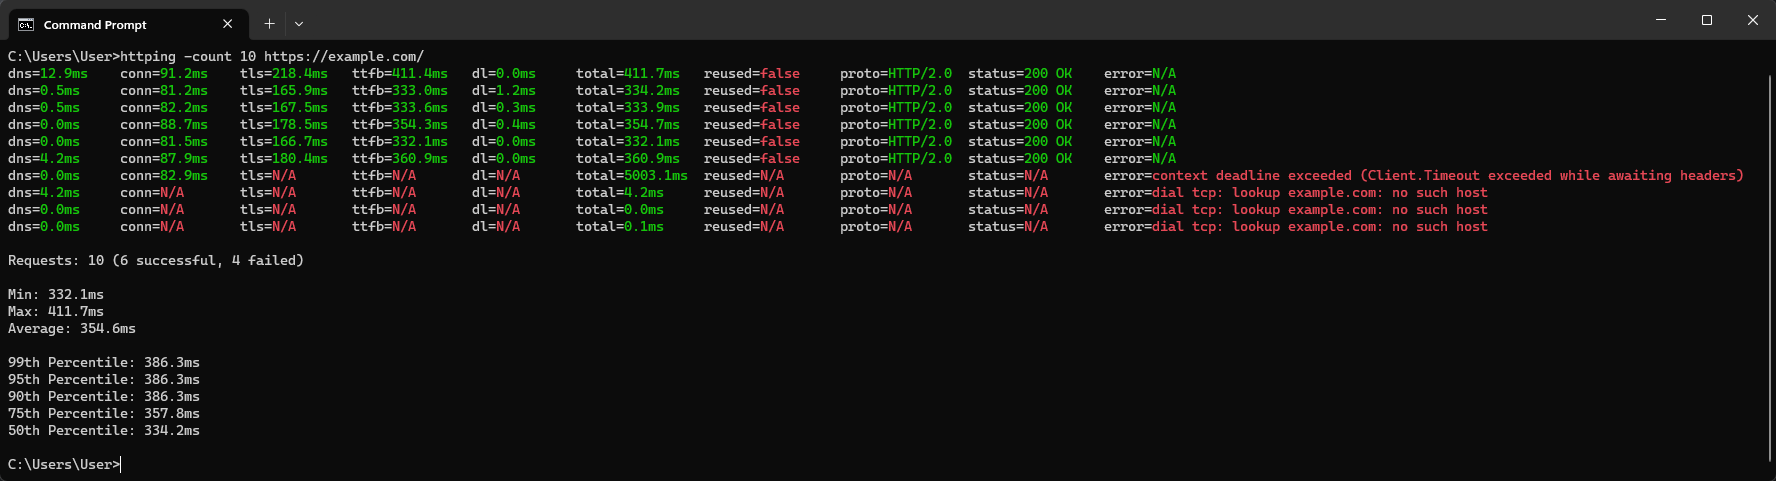 Command Prompt
C:\Users\User>httping -count 10 https://example.com/
dns=12.9ms conn=91.2ms tls=218.4ms ttfb=411.4ms dl=0.0ms total=411.7ms reused=false proto=HTTP/2.0 status=200 OK error=N/A
dns=0.5ms conn=81.2ms tls=165.9ms ttfb=333.0ms dl=1.2ms total=334.2ms reused=false proto=HTTP/2.0 status=200 OK error=N/A
dns=0.5ms conn=82.2ms tls=167.5ms ttfb=333.6ms dl=0.3ms total=333.9ms reused=false proto=HTTP/2.0 status=200 OK error=N/A
dns=0.0ms conn=88.7ms tls=178.5ms ttfb=354.3ms dl=0.4ms total=354.7ms reused=false proto=HTTP/2.0 status=200 OK error=N/A
dns=0.0ms conn=81.5ms tls=166.7ms ttfb=332.1ms dl=0.0ms total=332.1ms reused=false proto=HTTP/2.0 status=200 OK error=N/A
dns=4.2ms conn=87.9ms tls=180.4ms ttfb=360.9ms dl=0.0ms total=360.9ms reused=false proto=HTTP/2.0 status=200 OK error=N/A
dns=0.0ms conn=82.9ms tls=N/A ttfb=N/A dl=N/A total=5003.1ms reused=N/A proto=N/A status=N/A error=context deadline exceeded (Client.Timeout exceeded while awaiting headers)
dns=4.2ms conn=N/A tls=N/A ttfb=N/A dl=N/A total=4.2ms reused=N/A proto=N/A status=N/A error=dial tcp: lookup example.com: no such host
dns=0.0ms conn=N/A tls=N/A ttfb=N/A dl=N/A total=0.0ms reused=N/A proto=N/A status=N/A error=dial tcp: lookup example.com: no such host
dns=0.0ms conn=N/A tls=N/A ttfb=N/A dl=N/A total=0.1ms reused=N/A proto=N/A status=N/A error=dial tcp: lookup example.com: no such host
Requests: 10 (6 successful, 4 failed)
Min: 332.1ms
Max: 411.7ms
Average: 354.6ms
99th Percentile: 386.3ms
95th Percentile: 386.3ms
90th Percentile: 386.3ms
75th Percentile: 357.8ms
50th Percentile: 334.2ms
C:\Users\User>